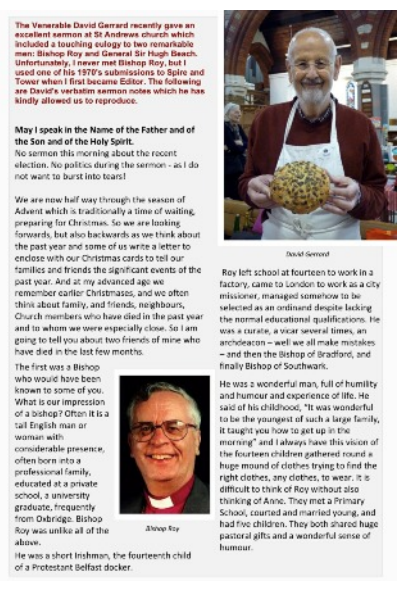 The Venerable David Gerrard recently gave an
excellent sermon at St Andrews church which
included a touching eulogy to two remarkable
men: Bishop Roy and General Sir Hugh Beach.
Unfortunately, I never met Bishop Roy, but I
used one of his 1970's submissions to Spire and
Tower when I first became Editor. The following
are David's verbatim sermon notes which he has
kindly allowed us to reproduce.
May I speak in the Name of the Father and of
the Son and of the Holy Spirit.
No sermon this morning about the recent
election. No politics during the sermon - as I do
not want to burst into tears!
We are now half way through the season of
Advent which is traditionally a time of waiting,
preparing for Christmas. So we are looking
forwards, but also backwards as we think about
the past year and some of us write a letter to
enclose with our Christmas cards to tell our
families and friends the significant events of the
past year. And at my advanced age we
remember earlier Christmases, and we often
think about family, and friends, neighbours,
Church members who have died in the past year
and to whom we were especially close. So I am
going to tell you about two friends of mine who
have died in the last few months.
The first was a Bishop
who would have been
known to some of you.
What is our impression
of a bishop? Often it is a
tall English man or
woman with
considerable presence,
often born into a
professional family,
educated at a private
school, a university
graduate, frequently
from Oxbridge. Bishop
Roy was unlike all of the
above.
He was a short Irishman, the fourteenth child
of a Protestant Belfast docker.
Bishop Roy
David Gerrard
Roy left school at fourteen to work in a
factory, came to London to work as a city
missioner, managed somehow to be
selected as an ordinand despite lacking
the normal educational qualifications. He
was a curate, a vicar several times, an
archdeacon – well we all make mistakes
– and then the Bishop of Bradford, and
finally Bishop of Southwark.
He was a wonderful man, full of humility
and humour and experience of life. He
said of his childhood, "It was wonderful
to be the youngest of such a large family,
it taught you how to get up in the
morning" and I always have this vision of
the fourteen children gathered round a
huge mound of clothes trying to find the
right clothes, any clothes, to wear. It is
difficult to think of Roy without also
thinking of Anne. They met a Primary
School, courted and married young, and
had five children. They both shared huge
pastoral gifts and a wonderful sense of
humour.